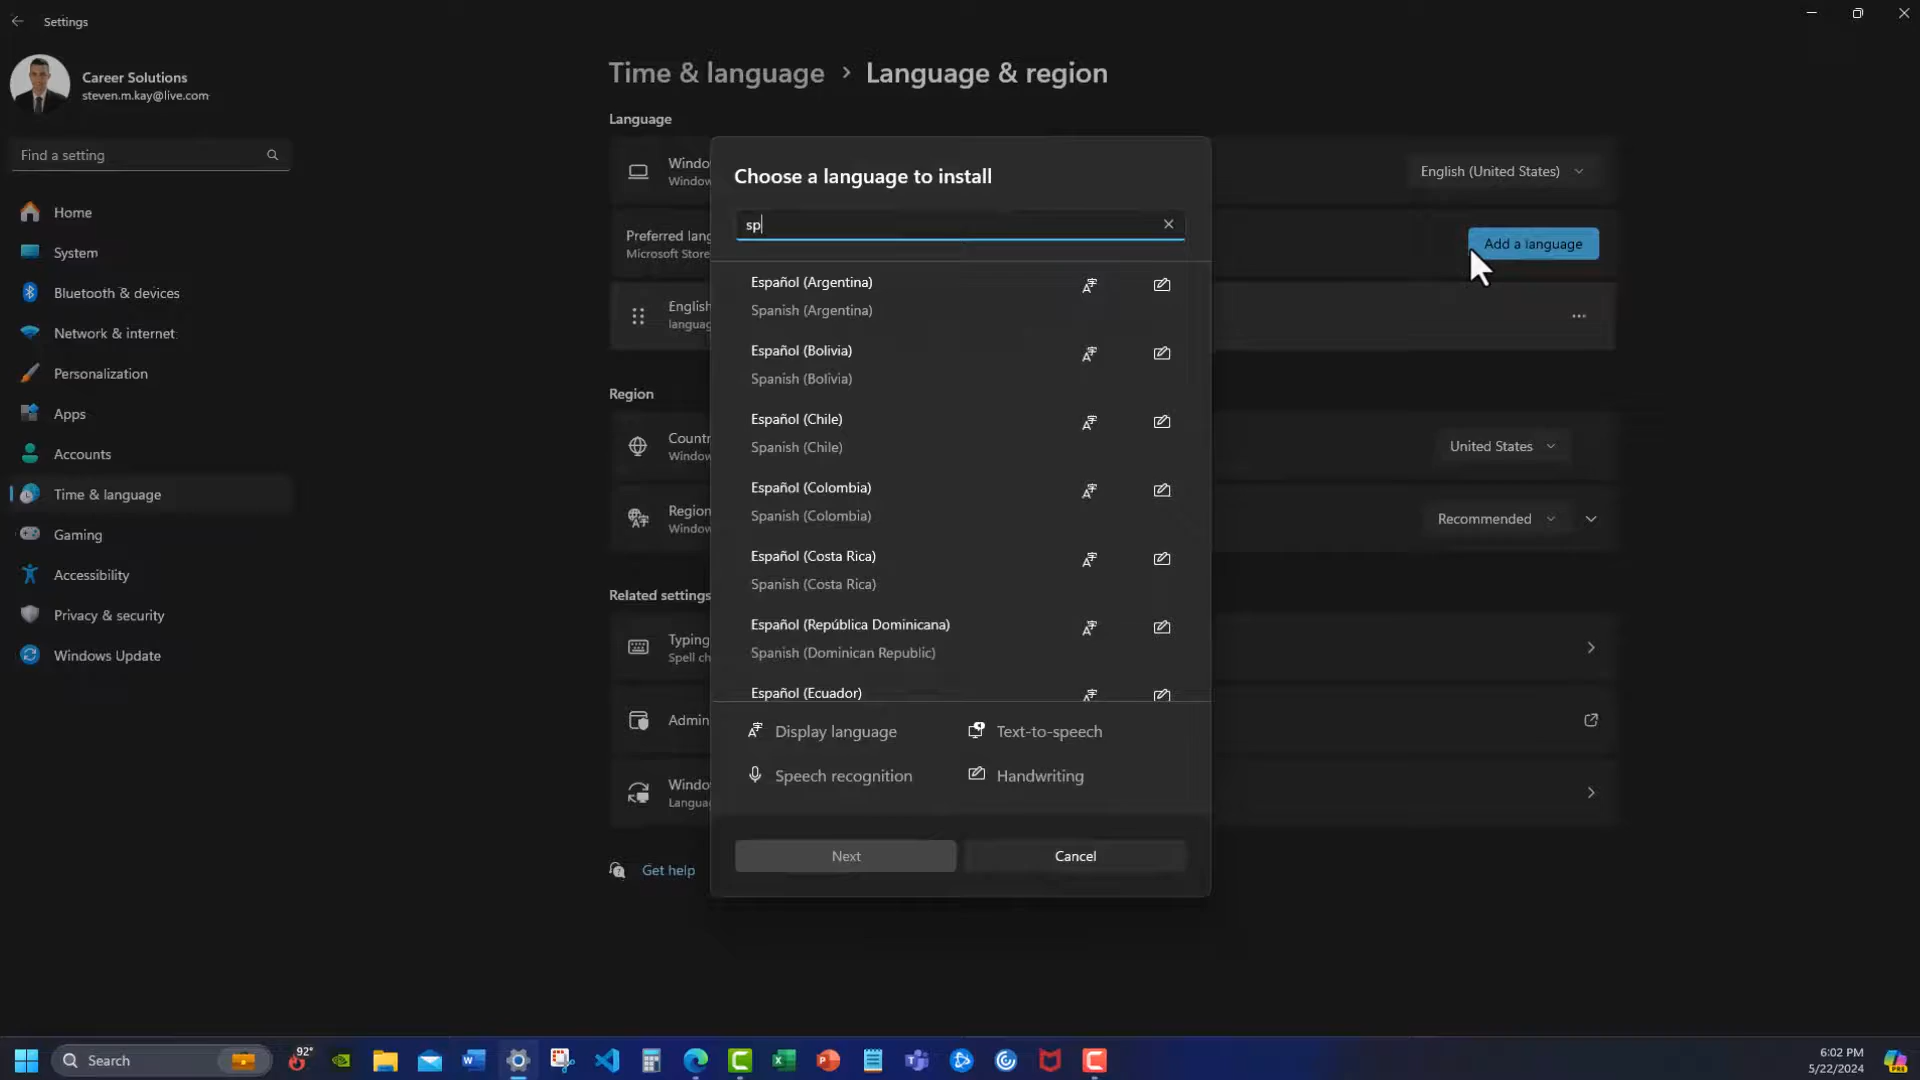 Settings
Career Solutions
steven.m.kay@live.com
Find a setting
Home
System
Bluetooth & devices
Network & internet
Personalization
Apps
Accounts
Time & language
Gaming
Accessibility
Privacy & security
Windows Update
Time & language › Language & region
Language
Windo
Window
English (United States)
Preferred lang
Microsoft Store
Add a language
English
languag
Region
Countr
Window
United States
Region
Window
Recommended
Related settings
Typing
Spell ch
Admin
Windo
Languag
Get help
Choose a language to install
sp
Español (Argentina)
Spanish (Argentina)
Español (Bolivia)
Spanish (Bolivia)
Español (Chile)
Spanish (Chile)
Español (Colombia)
Spanish (Colombia)
Español (Costa Rica)
Spanish (Costa Rica)
Español (República Dominicana)
Spanish (Dominican Republic)
Español (Ecuador)
Display language
Text-to-speech
Speech recognition
Handwriting
Next
Cancel
Search
92°
6:02 PM
5/22/2024